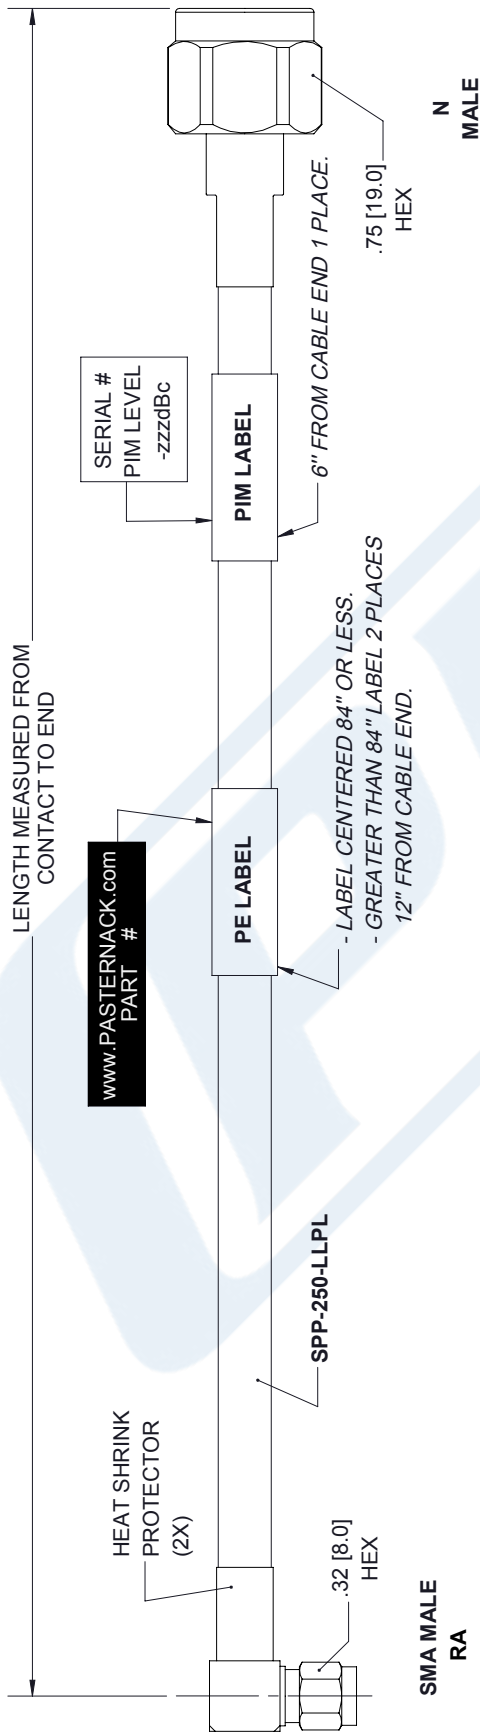 LENGTH MEASURED FROM
CONTACT TO END
HEAT SHRINK
PROTECTOR
(2X)
www.PASTERNACK.com
PART #
SERIAL #
PIM LEVEL
-zzzdBc
PE LABEL
PIM LABEL
.32 [8.0]
HEX
SPP-250-LLPL
- LABEL CENTERED 84" OR LESS.
- GREATER THAN 84" LABEL 2 PLACES
12" FROM CABLE END.
6" FROM CABLE END 1 PLACE.
.75 [19.0]
HEX
SMA MALE
RA
N
MALE